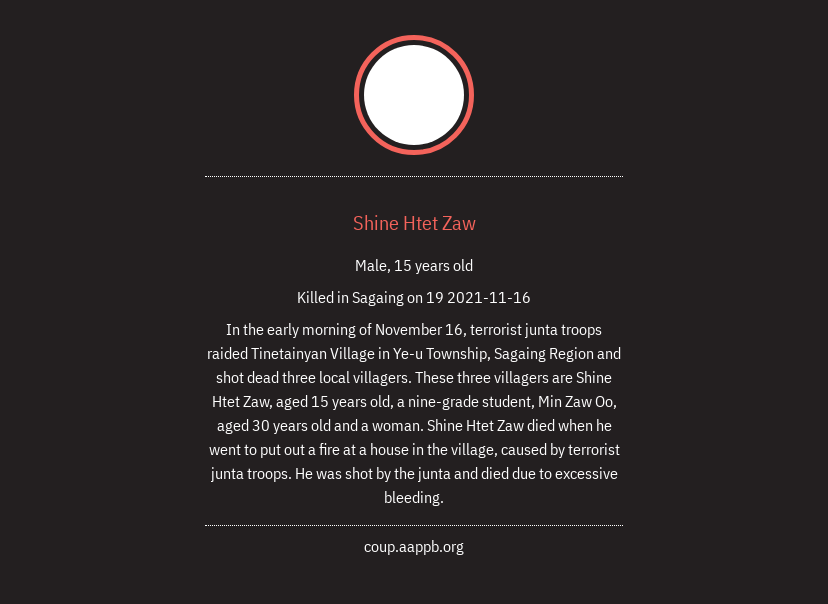 Shine Htet Zaw
Male, 15 years old
Killed in Sagaing on 19 2021-11-16
In the early morning of November 16, terrorist junta troops
raided Tinetainyan Village in Ye-u Township, Sagaing Region and
shot dead three local villagers. These three villagers are Shine
Htet Zaw, aged 15 years old, a nine-grade student, Min Zaw Oo,
aged 30 years old and a woman. Shine Htet Zaw died when he
went to put out a fire at a house in the village, caused by terrorist
junta troops. He was shot by the junta and died due to excessive
bleeding.
coup.aappb.org